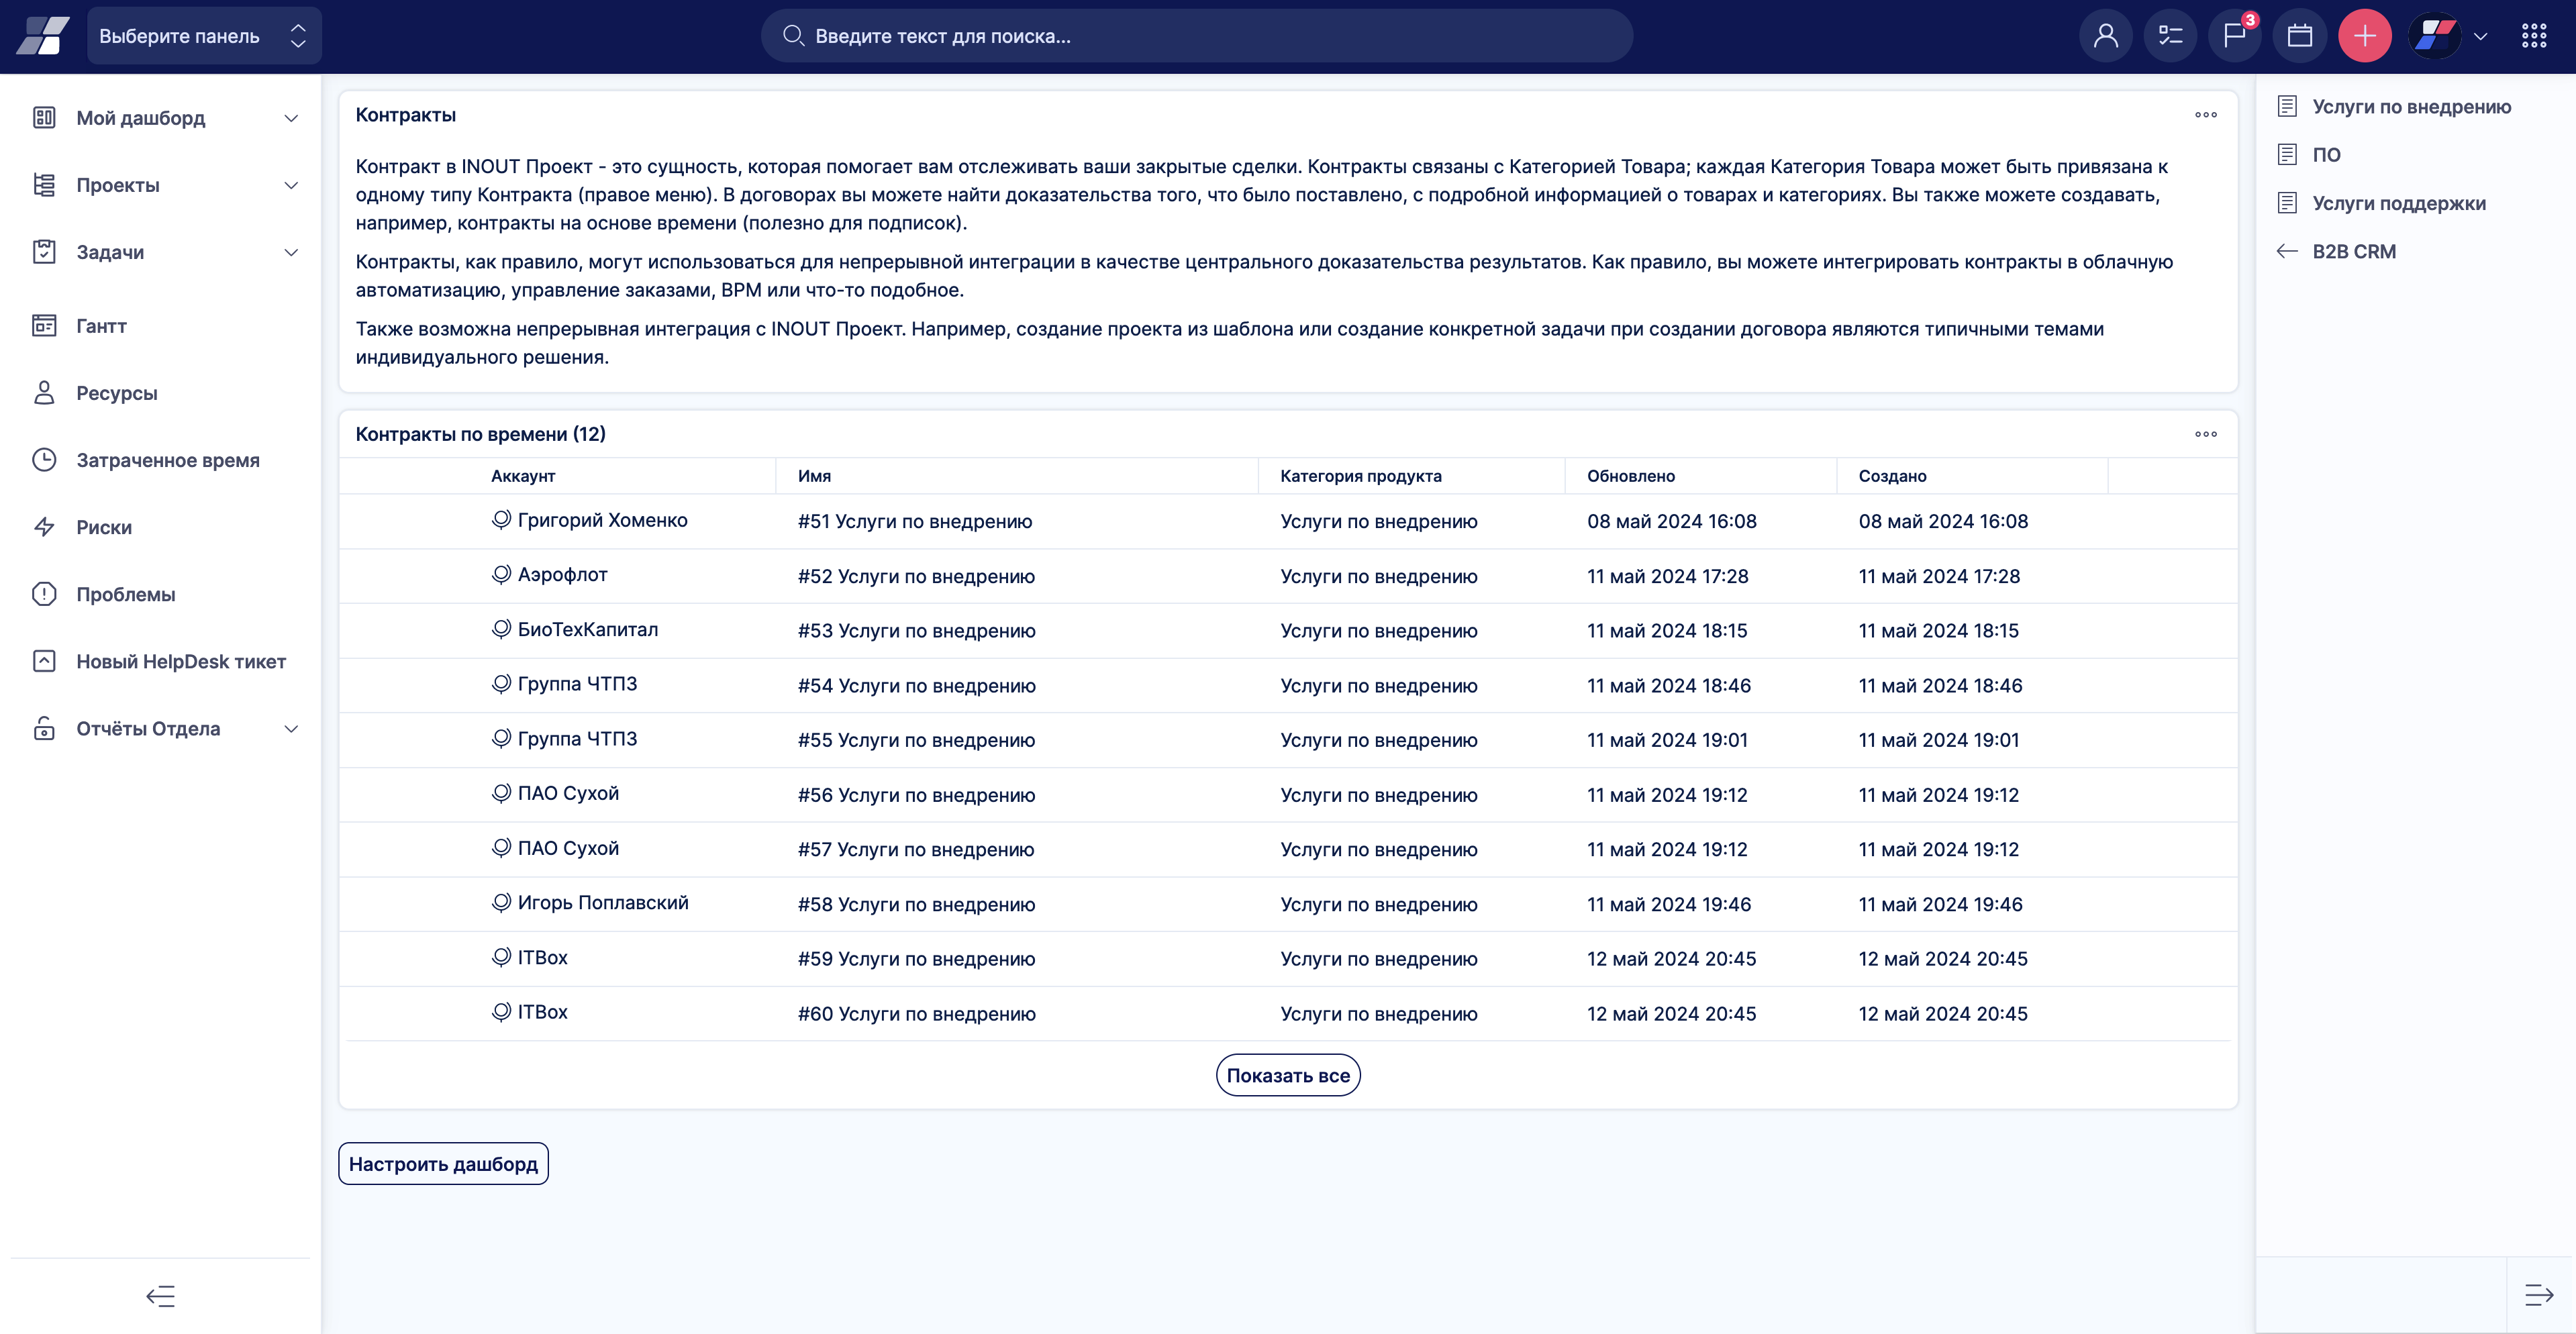 Выберите панель
Введите текст для поиска...
3
Мой дашборд
Проекты
Задачи
Гантт
Ресурсы
Затраченное время
Риски
Проблемы
Новый HelpDesk тикет
Отчёты Отдела
Контракты
Контракт в INOUT Проект - это сущность, которая помогает вам отслеживать ваши закрытые сделки. Контракты связаны с Категорией Товара; каждая Категория Товара может быть привязана к
одному типу Контракта (правое меню). В договорах вы можете найти доказательства того, что было поставлено, с подробной информацией о товарах и категориях. Вы также можете создавать,
например, контракты на основе времени (полезно для подписок).
Контракты, как правило, могут использоваться для непрерывной интеграции в качестве центрального доказательства результатов. Как правило, вы можете интегрировать контракты в облачную
автоматизацию, управление заказами, BPM или что-то подобное.
Также возможна непрерывная интеграция с INOUT Проект. Например, создание проекта из шаблона или создание конкретной задачи при создании договора являются типичными темами
индивидуального решения.
Контракты по времени (12)
Аккаунт Имя Категория продукта Обновлено Создано
Григорий Хоменко #51 Услуги по внедрению Услуги по внедрению 08 май 2024 16:08 08 май 2024 16:08
Аэрофлот #52 Услуги по внедрению Услуги по внедрению 11 май 2024 17:28 11 май 2024 17:28
БиоТехКапитал #53 Услуги по внедрению Услуги по внедрению 11 май 2024 18:15 11 май 2024 18:15
Группа ЧТПЗ #54 Услуги по внедрению Услуги по внедрению 11 май 2024 18:46 11 май 2024 18:46
Группа ЧТПЗ #55 Услуги по внедрению Услуги по внедрению 11 май 2024 19:01 11 май 2024 19:01
ПАО Сухой #56 Услуги по внедрению Услуги по внедрению 11 май 2024 19:12 11 май 2024 19:12
ПАО Сухой #57 Услуги по внедрению Услуги по внедрению 11 май 2024 19:12 11 май 2024 19:12
Игорь Поплавский #58 Услуги по внедрению Услуги по внедрению 11 май 2024 19:46 11 май 2024 19:46
ITBox #59 Услуги по внедрению Услуги по внедрению 12 май 2024 20:45 12 май 2024 20:45
ITBox #60 Услуги по внедрению Услуги по внедрению 12 май 2024 20:45 12 май 2024 20:45
Показать все
Настроить дашборд
Услуги по внедрению
ПО
Услуги поддержки
B2B CRM